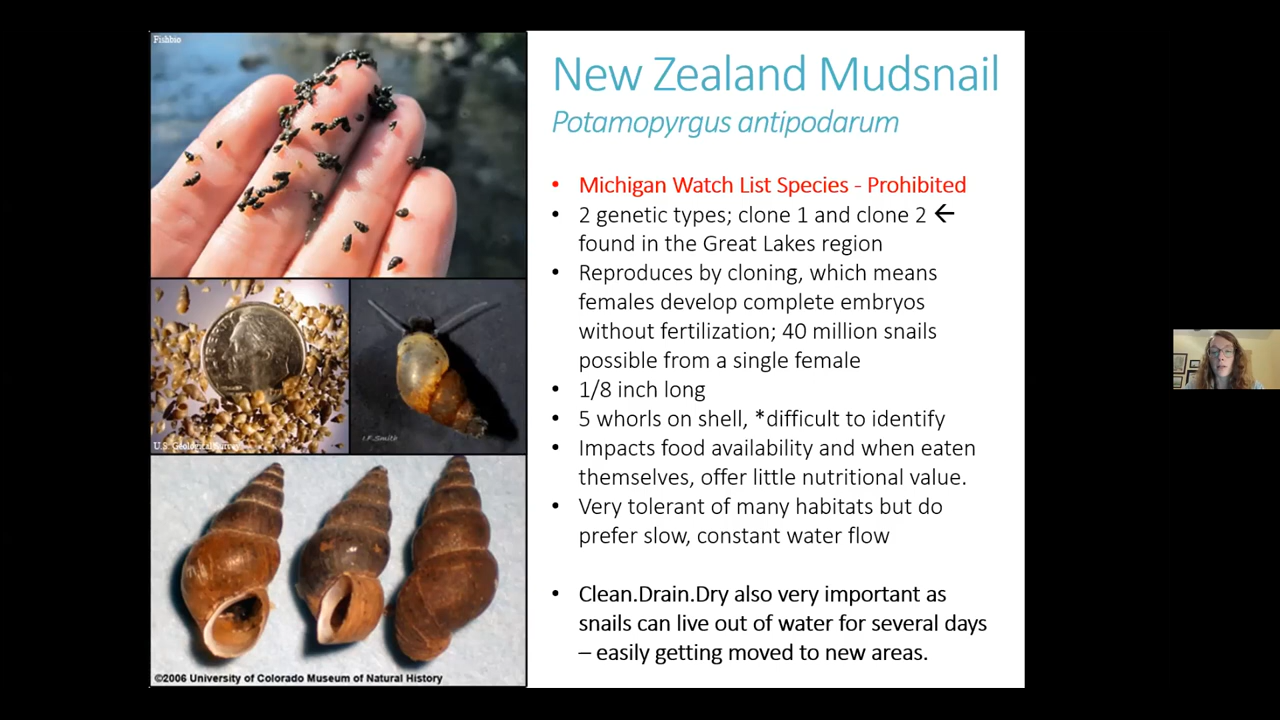 Fishbio
New Zealand Mudsnail
Potamopyrgus antipodarum
• Michigan Watch List Species - Prohibited
• 2 genetic types; clone 1 and clone 2 ←
found in the Great Lakes region
• Reproduces by cloning, which means
females develop complete embryos
without fertilization; 40 million snails
possible from a single female
• 1/8 inch long
• 5 whorls on shell, *difficult to identify
• Impacts food availability and when eaten
themselves, offer little nutritional value.
• Very tolerant of many habitats but do
prefer slow, constant water flow
• Clean.Drain.Dry also very important as
snails can live out of water for several days
– easily getting moved to new areas.
U.S. Geological Survey
I.F.Smith
©2006 University of Colorado Museum of Natural History